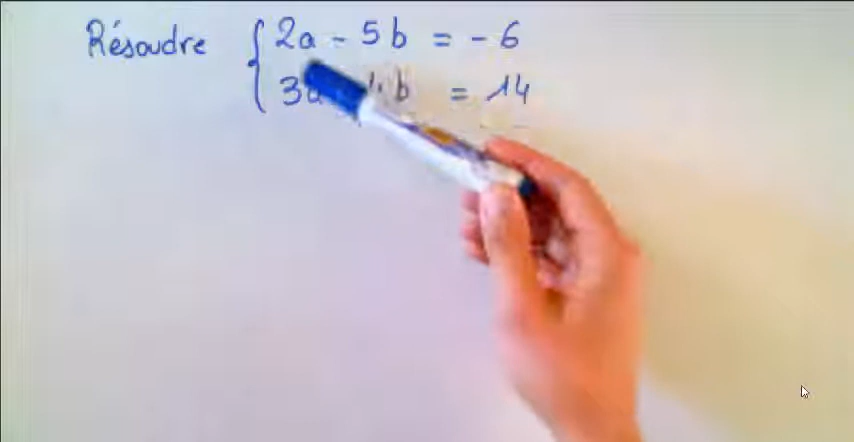 Résoudre { 2a - 5b = -6
3a b = 14